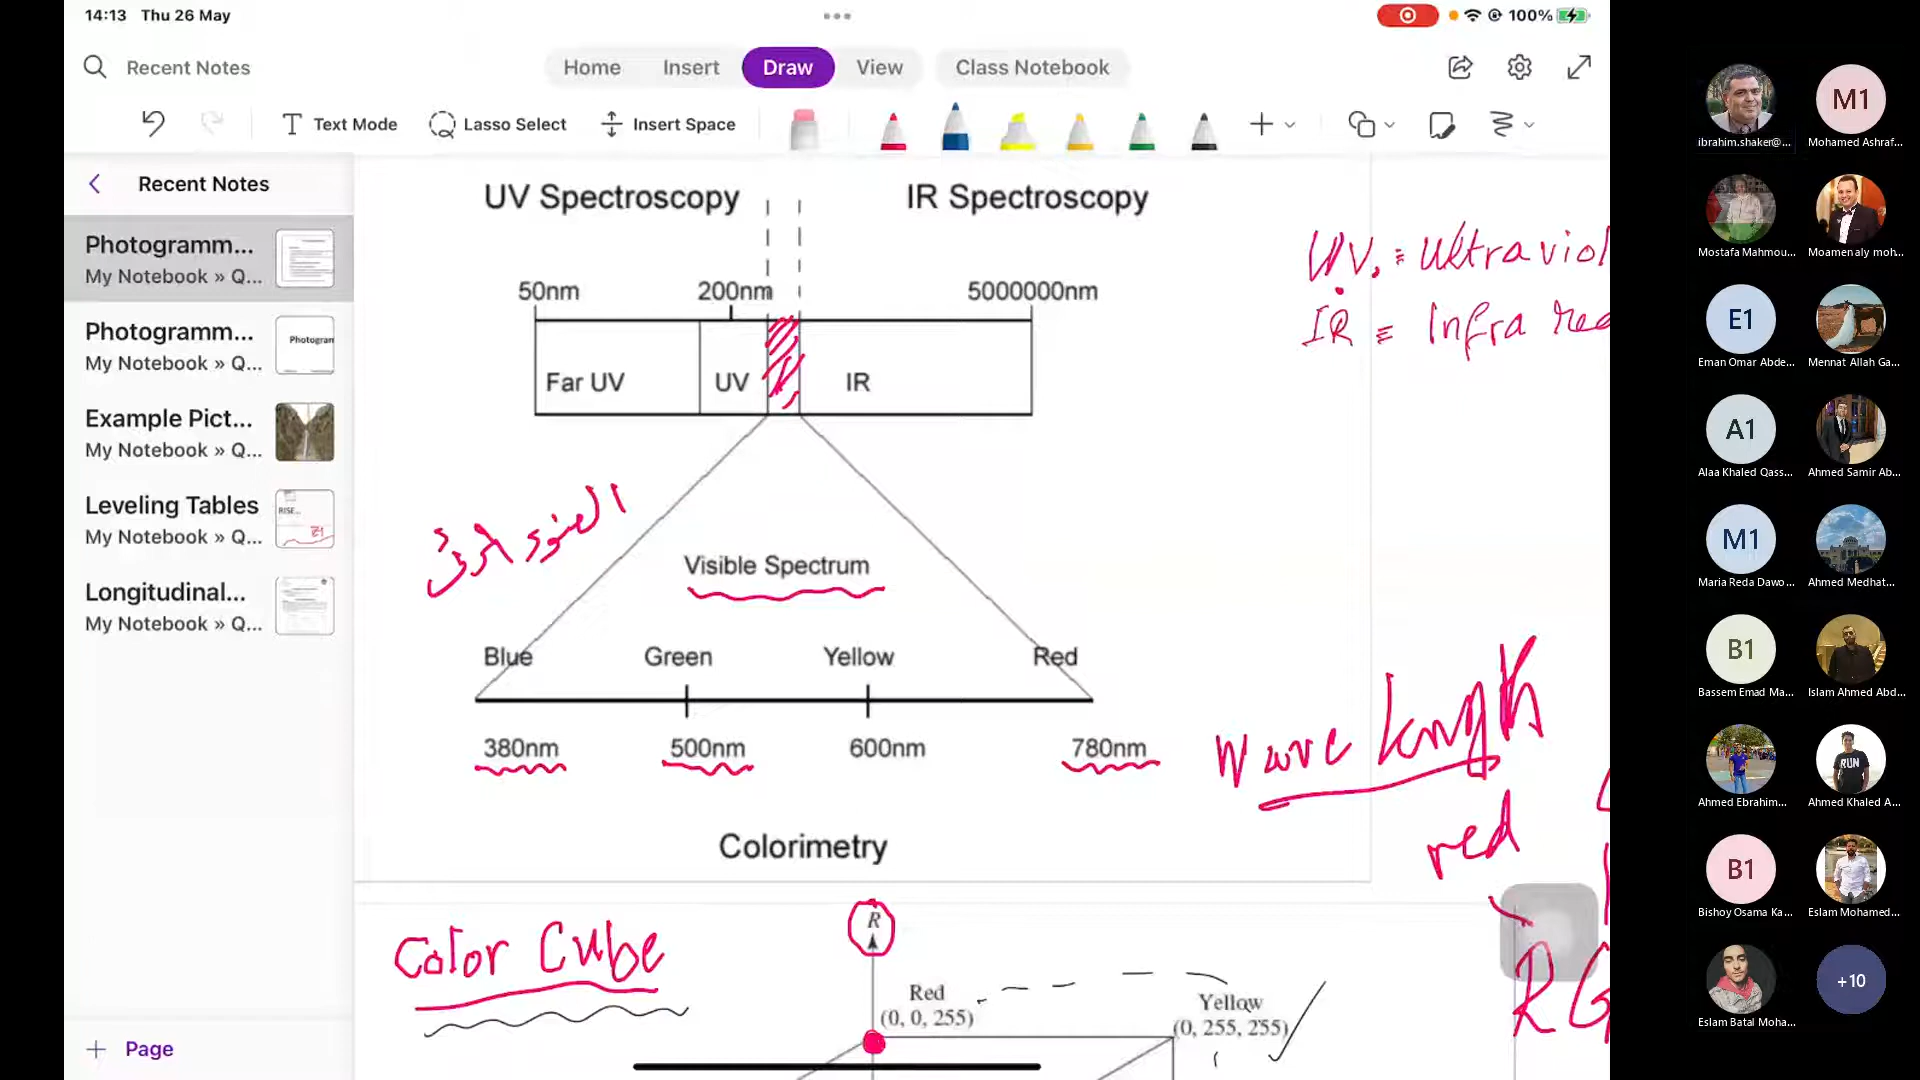 14:13 Thu 26 May
100%
Recent Notes
Home Insert Draw View Class Notebook
Text Mode Lasso Select Insert Space
Recent Notes
Photogramm...
My Notebook » Q...
Photogramm...
My Notebook » Q...
Photogram
Example Pict...
My Notebook » Q...
Leveling Tables
My Notebook » Q...
RISE...
Longitudinal...
My Notebook » Q...
Page
UV Spectroscopy IR Spectroscopy
50nm 200nm 5000000nm
Far UV UV IR
UV. = Ultraviol
IR = Infra rea
Visible Spectrum
Blue Green Yellow Red
380nm 500nm 600nm 780nm
Wave length
red
Colorimetry
Color Cube
R
Red
(0, 0, 255)
Yellow
(0, 255, 255)
RG
ibrahim.shaker@...
M1
Mohamed Ashraf...
Mostafa Mahmou...
Moamenaly moh...
E1
Eman Omar Abde...
Mennat Allah Ga...
A1
Alaa Khaled Qass...
Ahmed Samir Ab...
M1
Maria Reda Dawo...
Ahmed Medhat...
B1
Bassem Emad Ma...
Islam Ahmed Abd...
Ahmed Ebrahim...
RUN
Ahmed Khaled A...
B1
Bishoy Osama Ka...
Eslam Mohamed...
Eslam Batal Moha...
+10